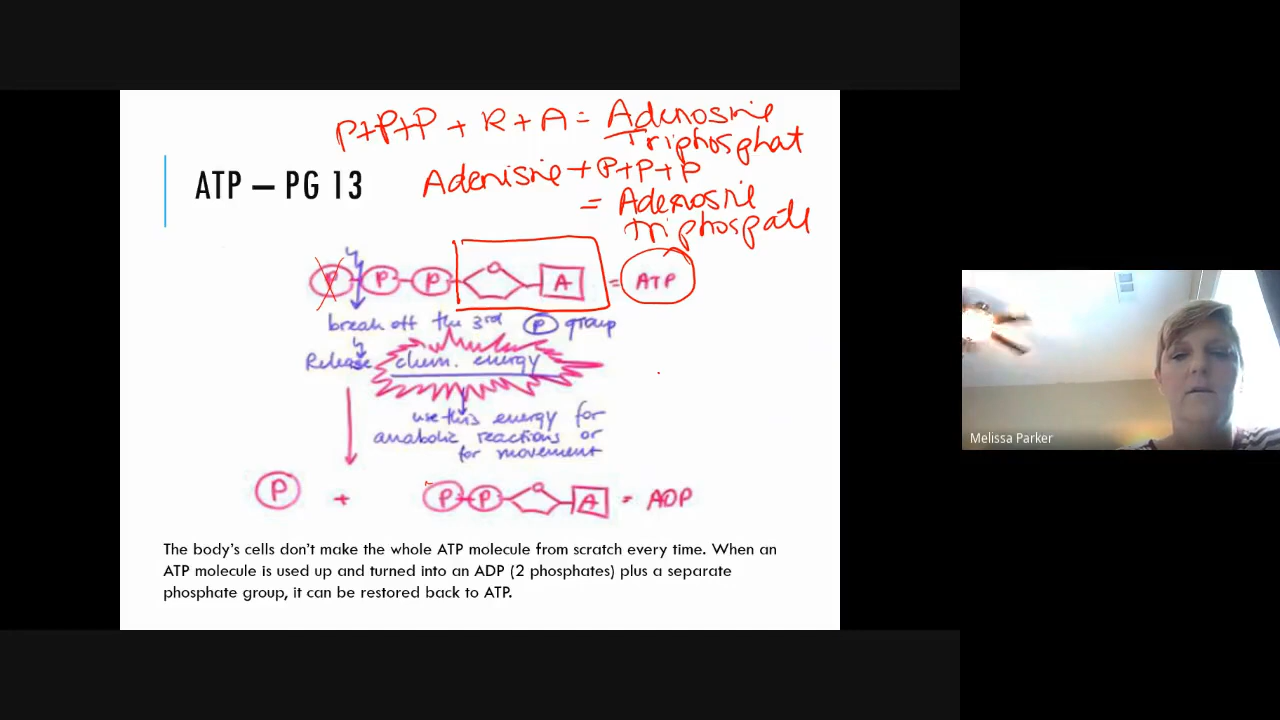 P+P+P + R + A = Adenosine
Triphosphat
Adenisine + P+P+P
= Adenosine
triphospate
ATP – PG 13
P P P A = ATP
break off the 3rd P group
Release chem. energy
use this energy for
anabolic reactions or
for movement
P + P P A = ADP
The body's cells don't make the whole ATP molecule from scratch every time. When an
ATP molecule is used up and turned into an ADP (2 phosphates) plus a separate
phosphate group, it can be restored back to ATP.
Melissa Parker